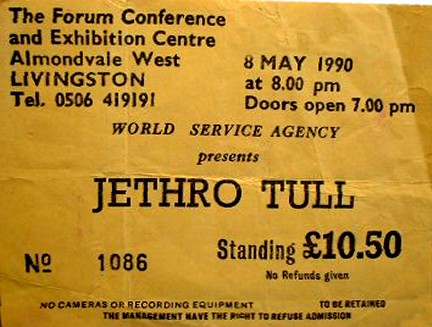 The Forum Conference
and Exhibition Centre
Almondvale West
LIVINGSTON
Tel. 0506 419191
8 MAY 1990
at 8.00 pm
Doors open 7.00 pm
WORLD SERVICE AGENCY
presents
JETHRO TULL
Nº 1086
Standing £10.50
No Refunds given
NO CAMERAS OR RECORDING EQUIPMENT TO BE RETAINED
THE MANAGEMENT HAVE THE RIGHT TO REFUSE ADMISSION